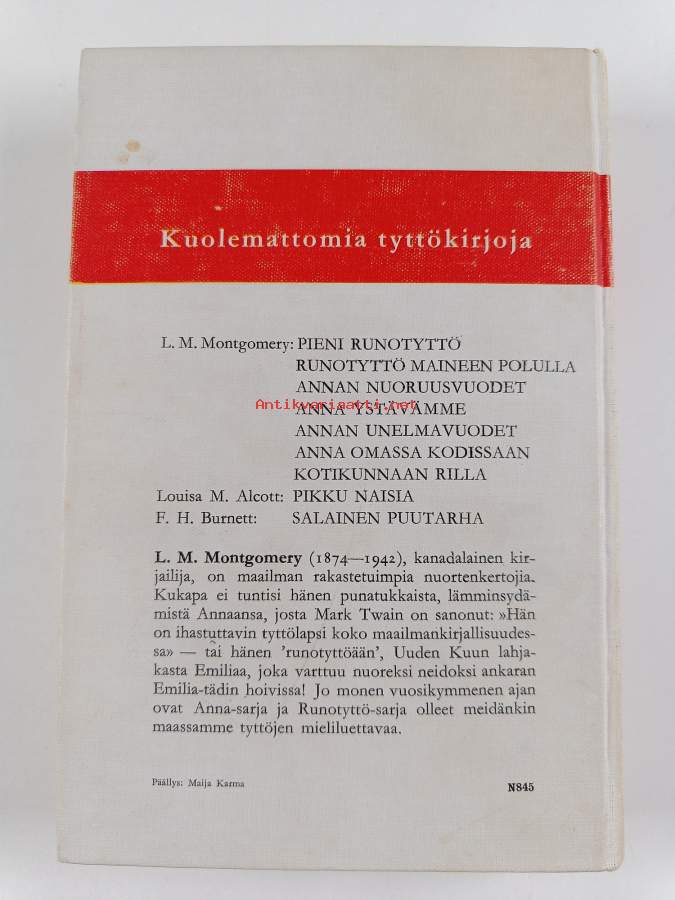 Kuolemattomia tyttökirjoja
L. M. Montgomery: PIENI RUNOTYTTÖ
RUNOTYTTÖ MAINEEN POLULLA
ANNAN NUORUUSVUODET
Antikvariaatti.net
ANNA YSTÄVÄMME
ANNAN UNELMAVUODET
ANNA OMASSA KODISSAAN
KOTIKUNNAAN RILLA
Louisa M. Alcott: PIKKU NAISIA
F. H. Burnett: SALAINEN PUUTARHA
L. M. Montgomery (1874—1942), kanadalainen kir-
jailija, on maailman rakastetuimpia nuortenkertojia.
Kukapa ei tuntisi hänen punatukkaista, lämminsydä-
mistä Annaansa, josta Mark Twain on sanonut: »Hän
on ihastuttavin tyttölapsi koko maailmankirjallisuudes-
sa» — tai hänen 'runotyttöään', Uuden Kuun lahja-
kasta Emiliaa, joka varttuu nuoreksi neidoksi ankaran
Emilia-tädin hoivissa! Jo monen vuosikymmenen ajan
ovat Anna-sarja ja Runotyttö-sarja olleet meidänkin
maassamme tyttöjen mieliluettavaa.
Päällys: Maija Karma
N845